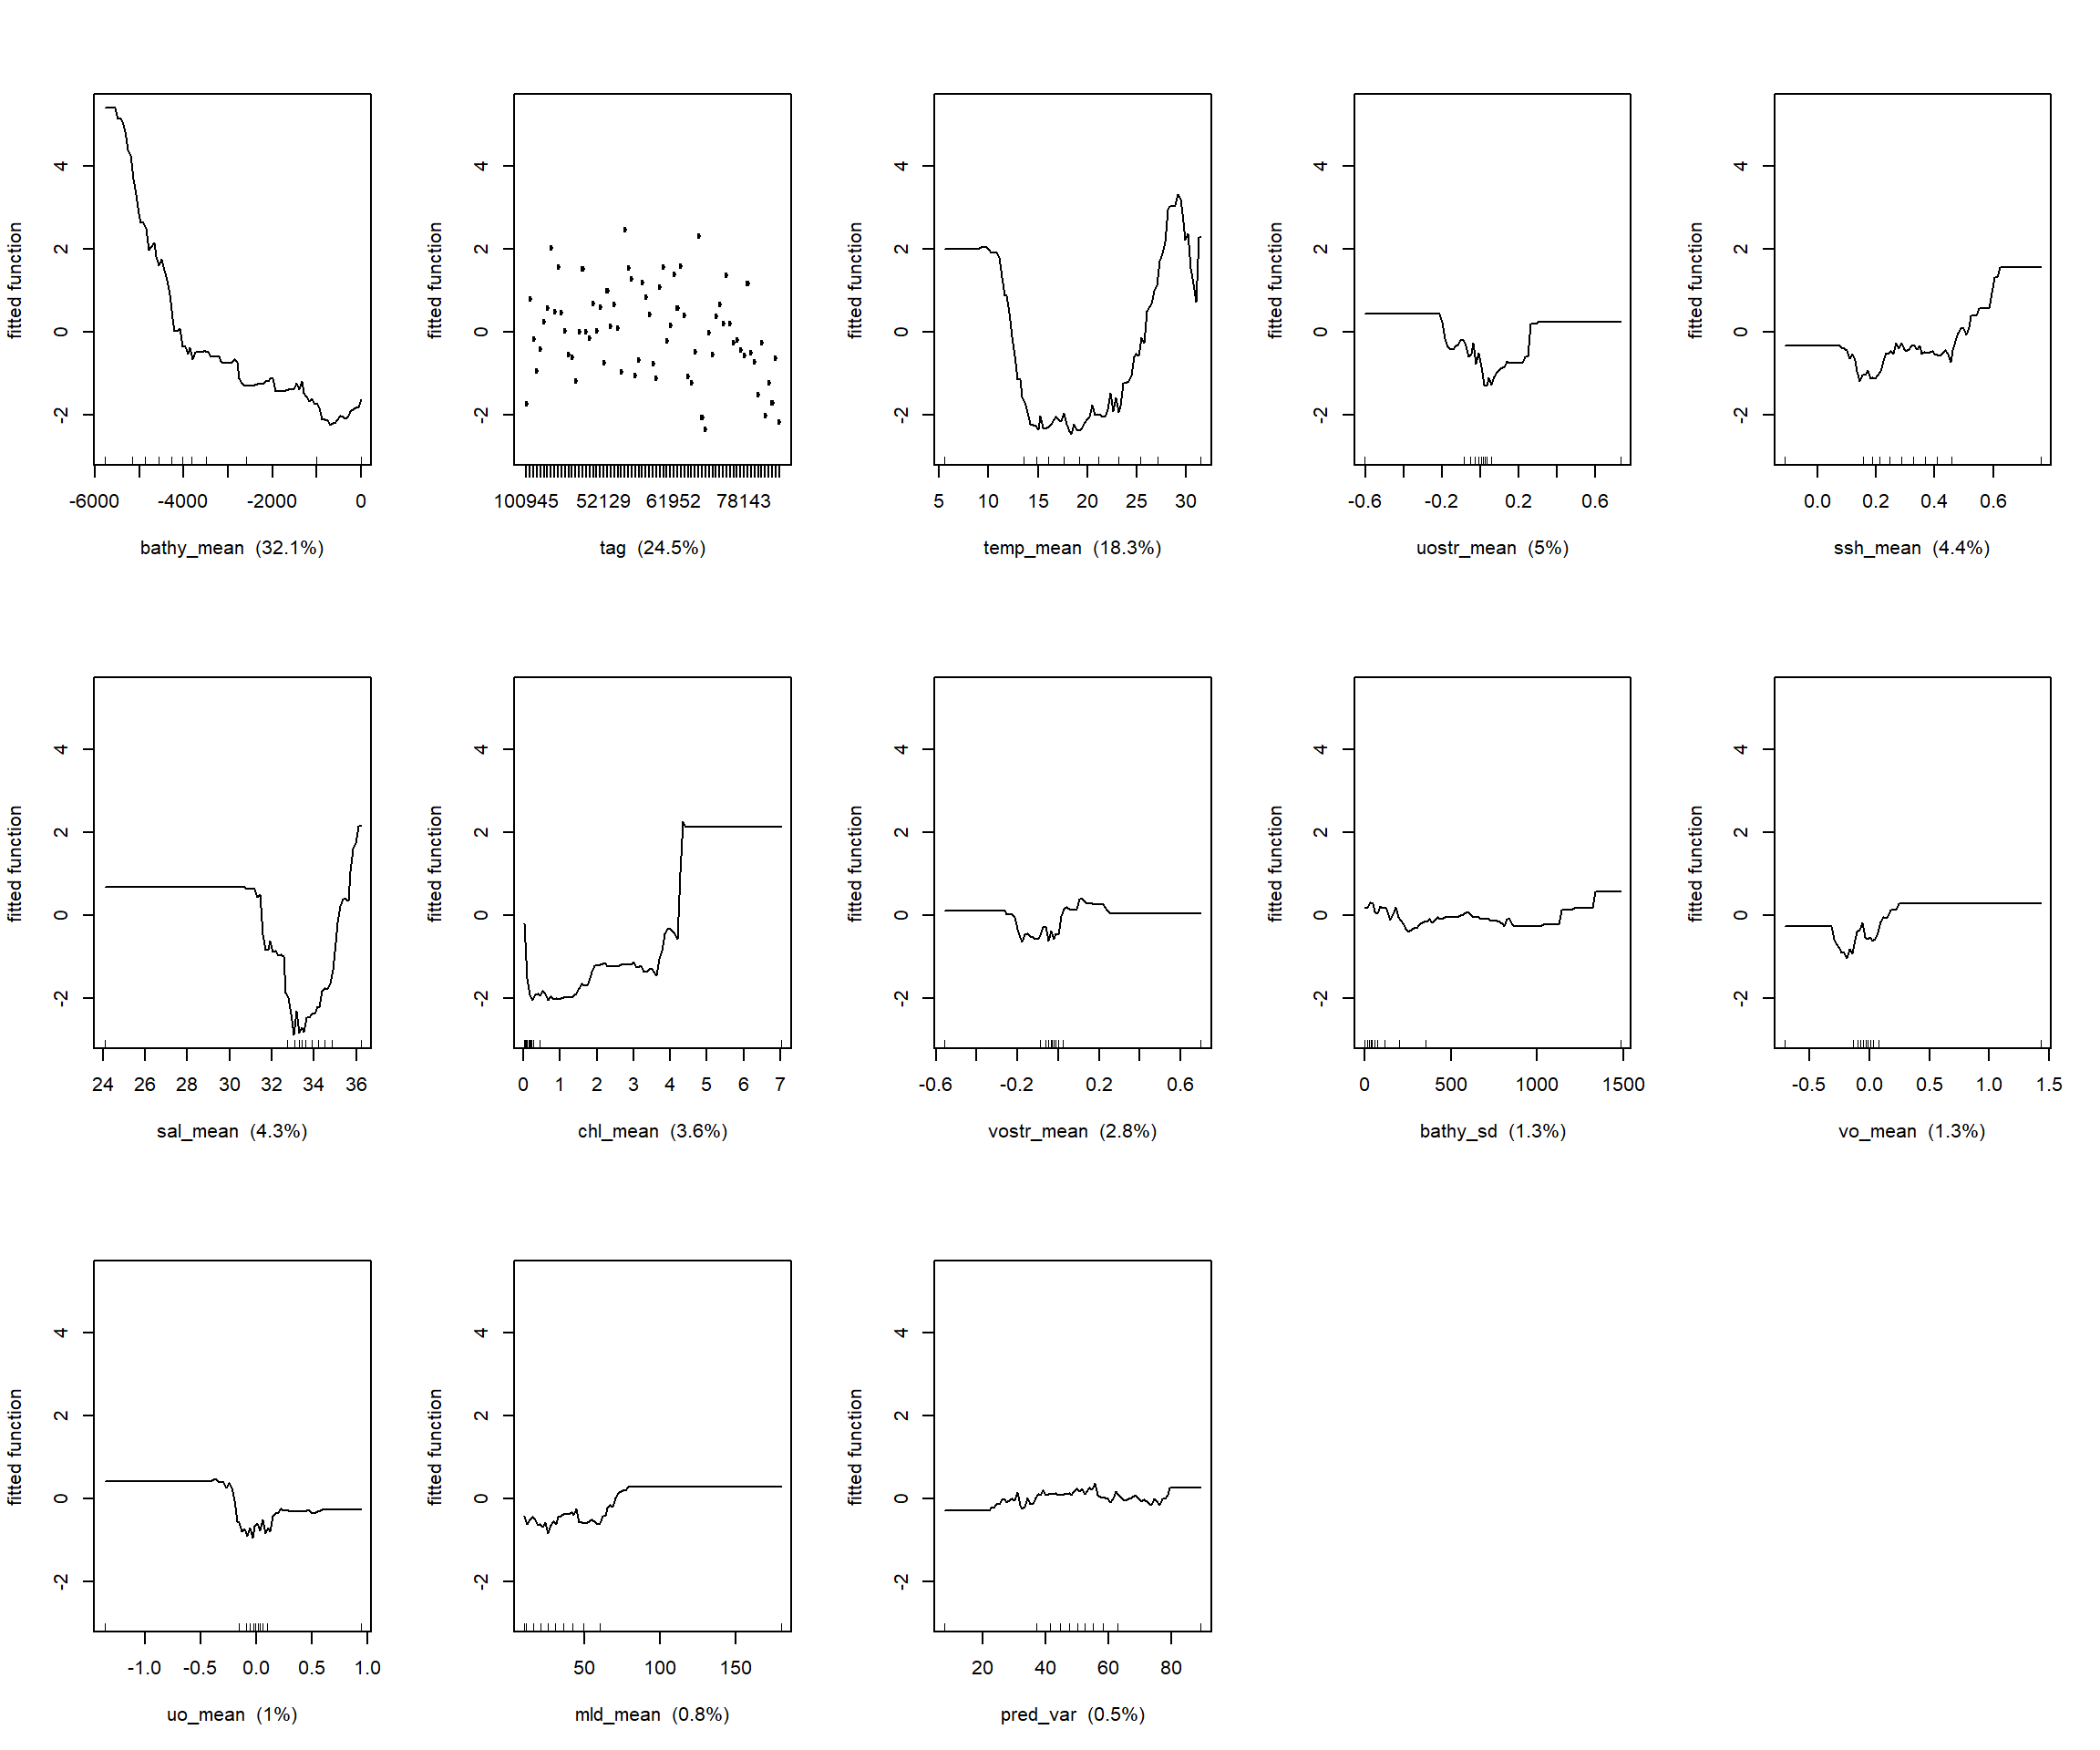 fitted function
4
2
0
-2
-6000 -4000 -2000 0
bathy_mean (32.1%)
fitted function
4
2
0
-2
100945 52129 61952 78143
tag (24.5%)
fitted function
4
2
0
-2
5 10 15 20 25 30
temp_mean (18.3%)
fitted function
4
2
0
-2
-0.6 -0.2 0.2 0.6
uostr_mean (5%)
fitted function
4
2
0
-2
0.0 0.2 0.4 0.6
ssh_mean (4.4%)
fitted function
4
2
0
-2
24 26 28 30 32 34 36
sal_mean (4.3%)
fitted function
4
2
0
-2
0 1 2 3 4 5 6 7
chl_mean (3.6%)
fitted function
4
2
0
-2
-0.6 -0.2 0.2 0.6
vostr_mean (2.8%)
fitted function
4
2
0
-2
0 500 1000 1500
bathy_sd (1.3%)
fitted function
4
2
0
-2
-0.5 0.0 0.5 1.0 1.5
vo_mean (1.3%)
fitted function
4
2
0
-2
-1.0 -0.5 0.0 0.5 1.0
uo_mean (1%)
fitted function
4
2
0
-2
50 100 150
mld_mean (0.8%)
fitted function
4
2
0
-2
20 40 60 80
pred_var (0.5%)